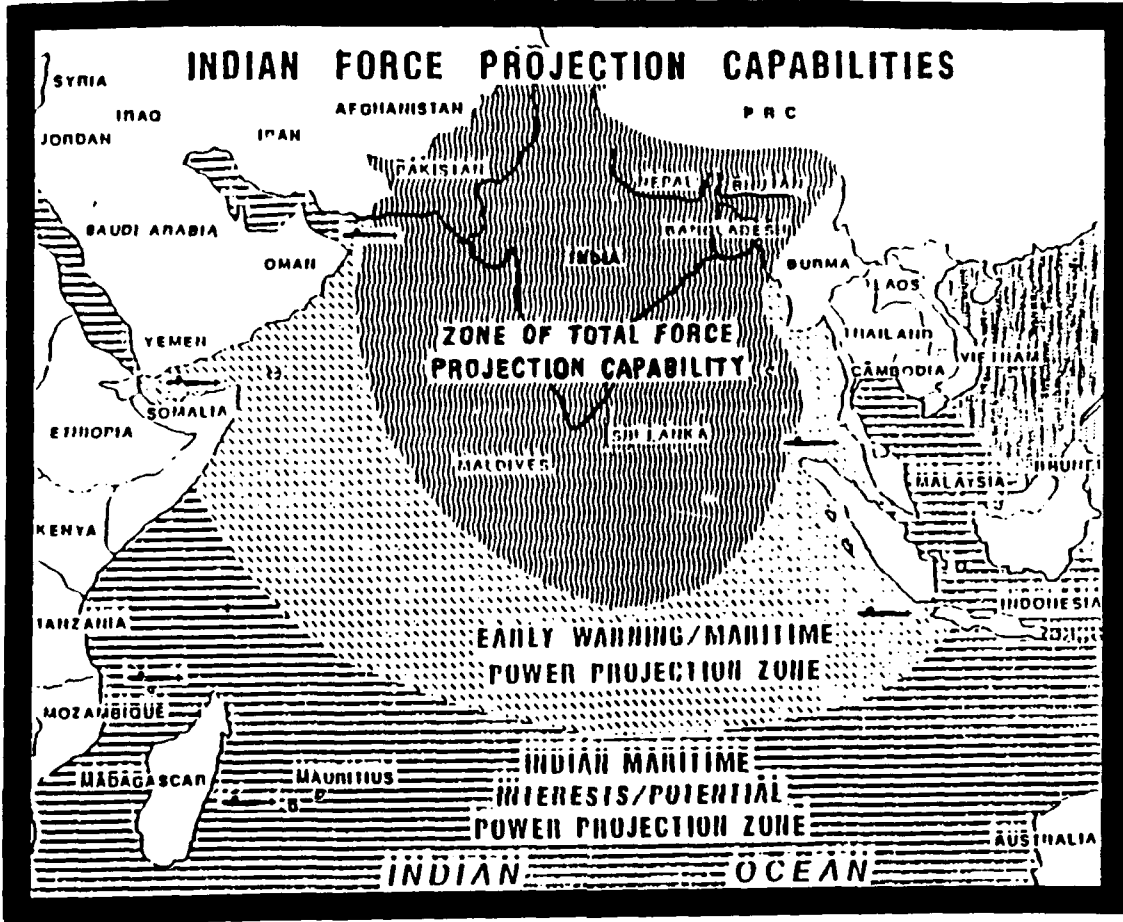 INDIAN FORCE PROJECTION CAPABILITIES
SYRIA
IRAQ
JORDAN
IRAN
AFGHANISTAN
PRC
PAKISTAN
NEPAL
BHUTAN
SAUDI ARABIA
BANGLADESH
OMAN
INDIA
BURMA
LAOS
YEMEN
ZONE OF TOTAL FORCE
PROJECTION CAPABILITY
THAILAND
VIETNAM
CAMBODIA
SOMALIA
ETHIOPIA
SRI LANKA
MALDIVES
BRUNEI
MALAYSIA
KENYA
TANZANIA
INDONESIA
EARLY WARNING/MARITIME
POWER PROJECTION ZONE
MOZAMBIQUE
MADAGASCAR
MAURITIUS
INDIAN MARITIME
INTERESTS/POTENTIAL
POWER PROJECTION ZONE
AUSTRALIA
INDIAN OCEAN